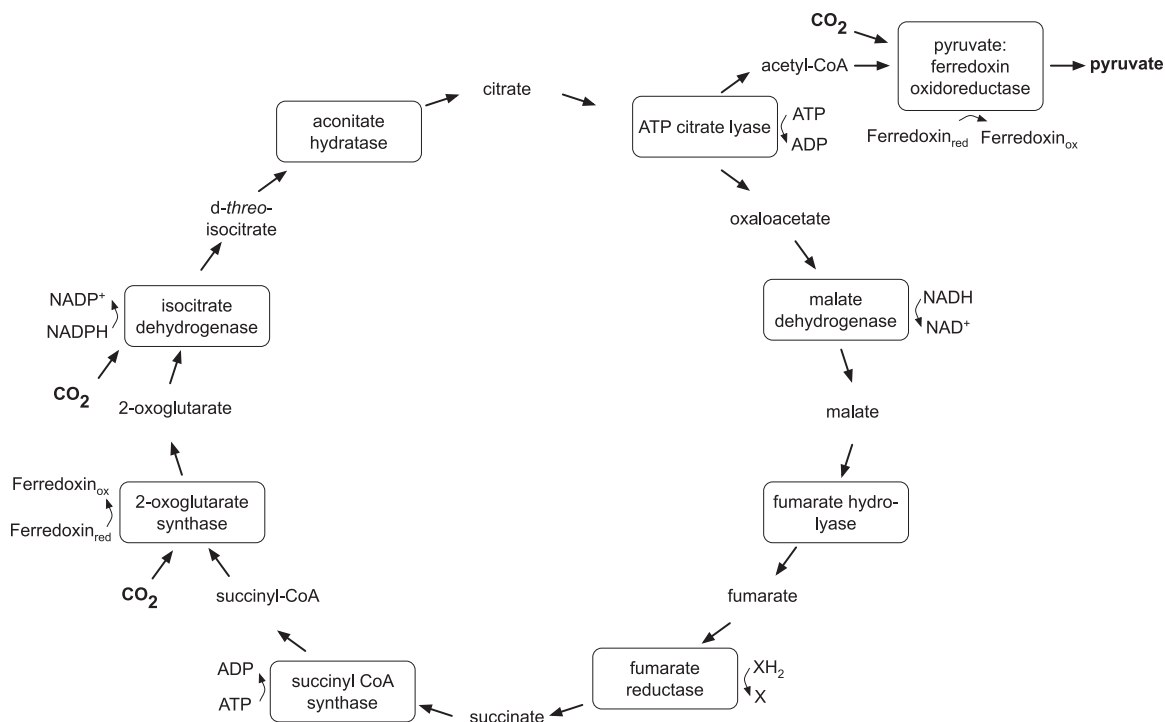 CO2
pyruvate:
ferredoxin
oxidoreductase
acetyl-CoA
pyruvate
Ferredoxinred
Ferredoxinox
citrate
aconitate
hydratase
ATP citrate lyase
ATP
ADP
d-threo-
isocitrate
oxaloacetate
NADP+
NADPH
isocitrate
dehydrogenase
malate
dehydrogenase
NADH
NAD+
CO2
2-oxoglutarate
malate
Ferredoxinox
Ferredoxinred
2-oxoglutarate
synthase
fumarate hydro-
lyase
CO2
succinyl-CoA
fumarate
ADP
ATP
succinyl CoA
synthase
fumarate
reductase
XH2
X
succinate